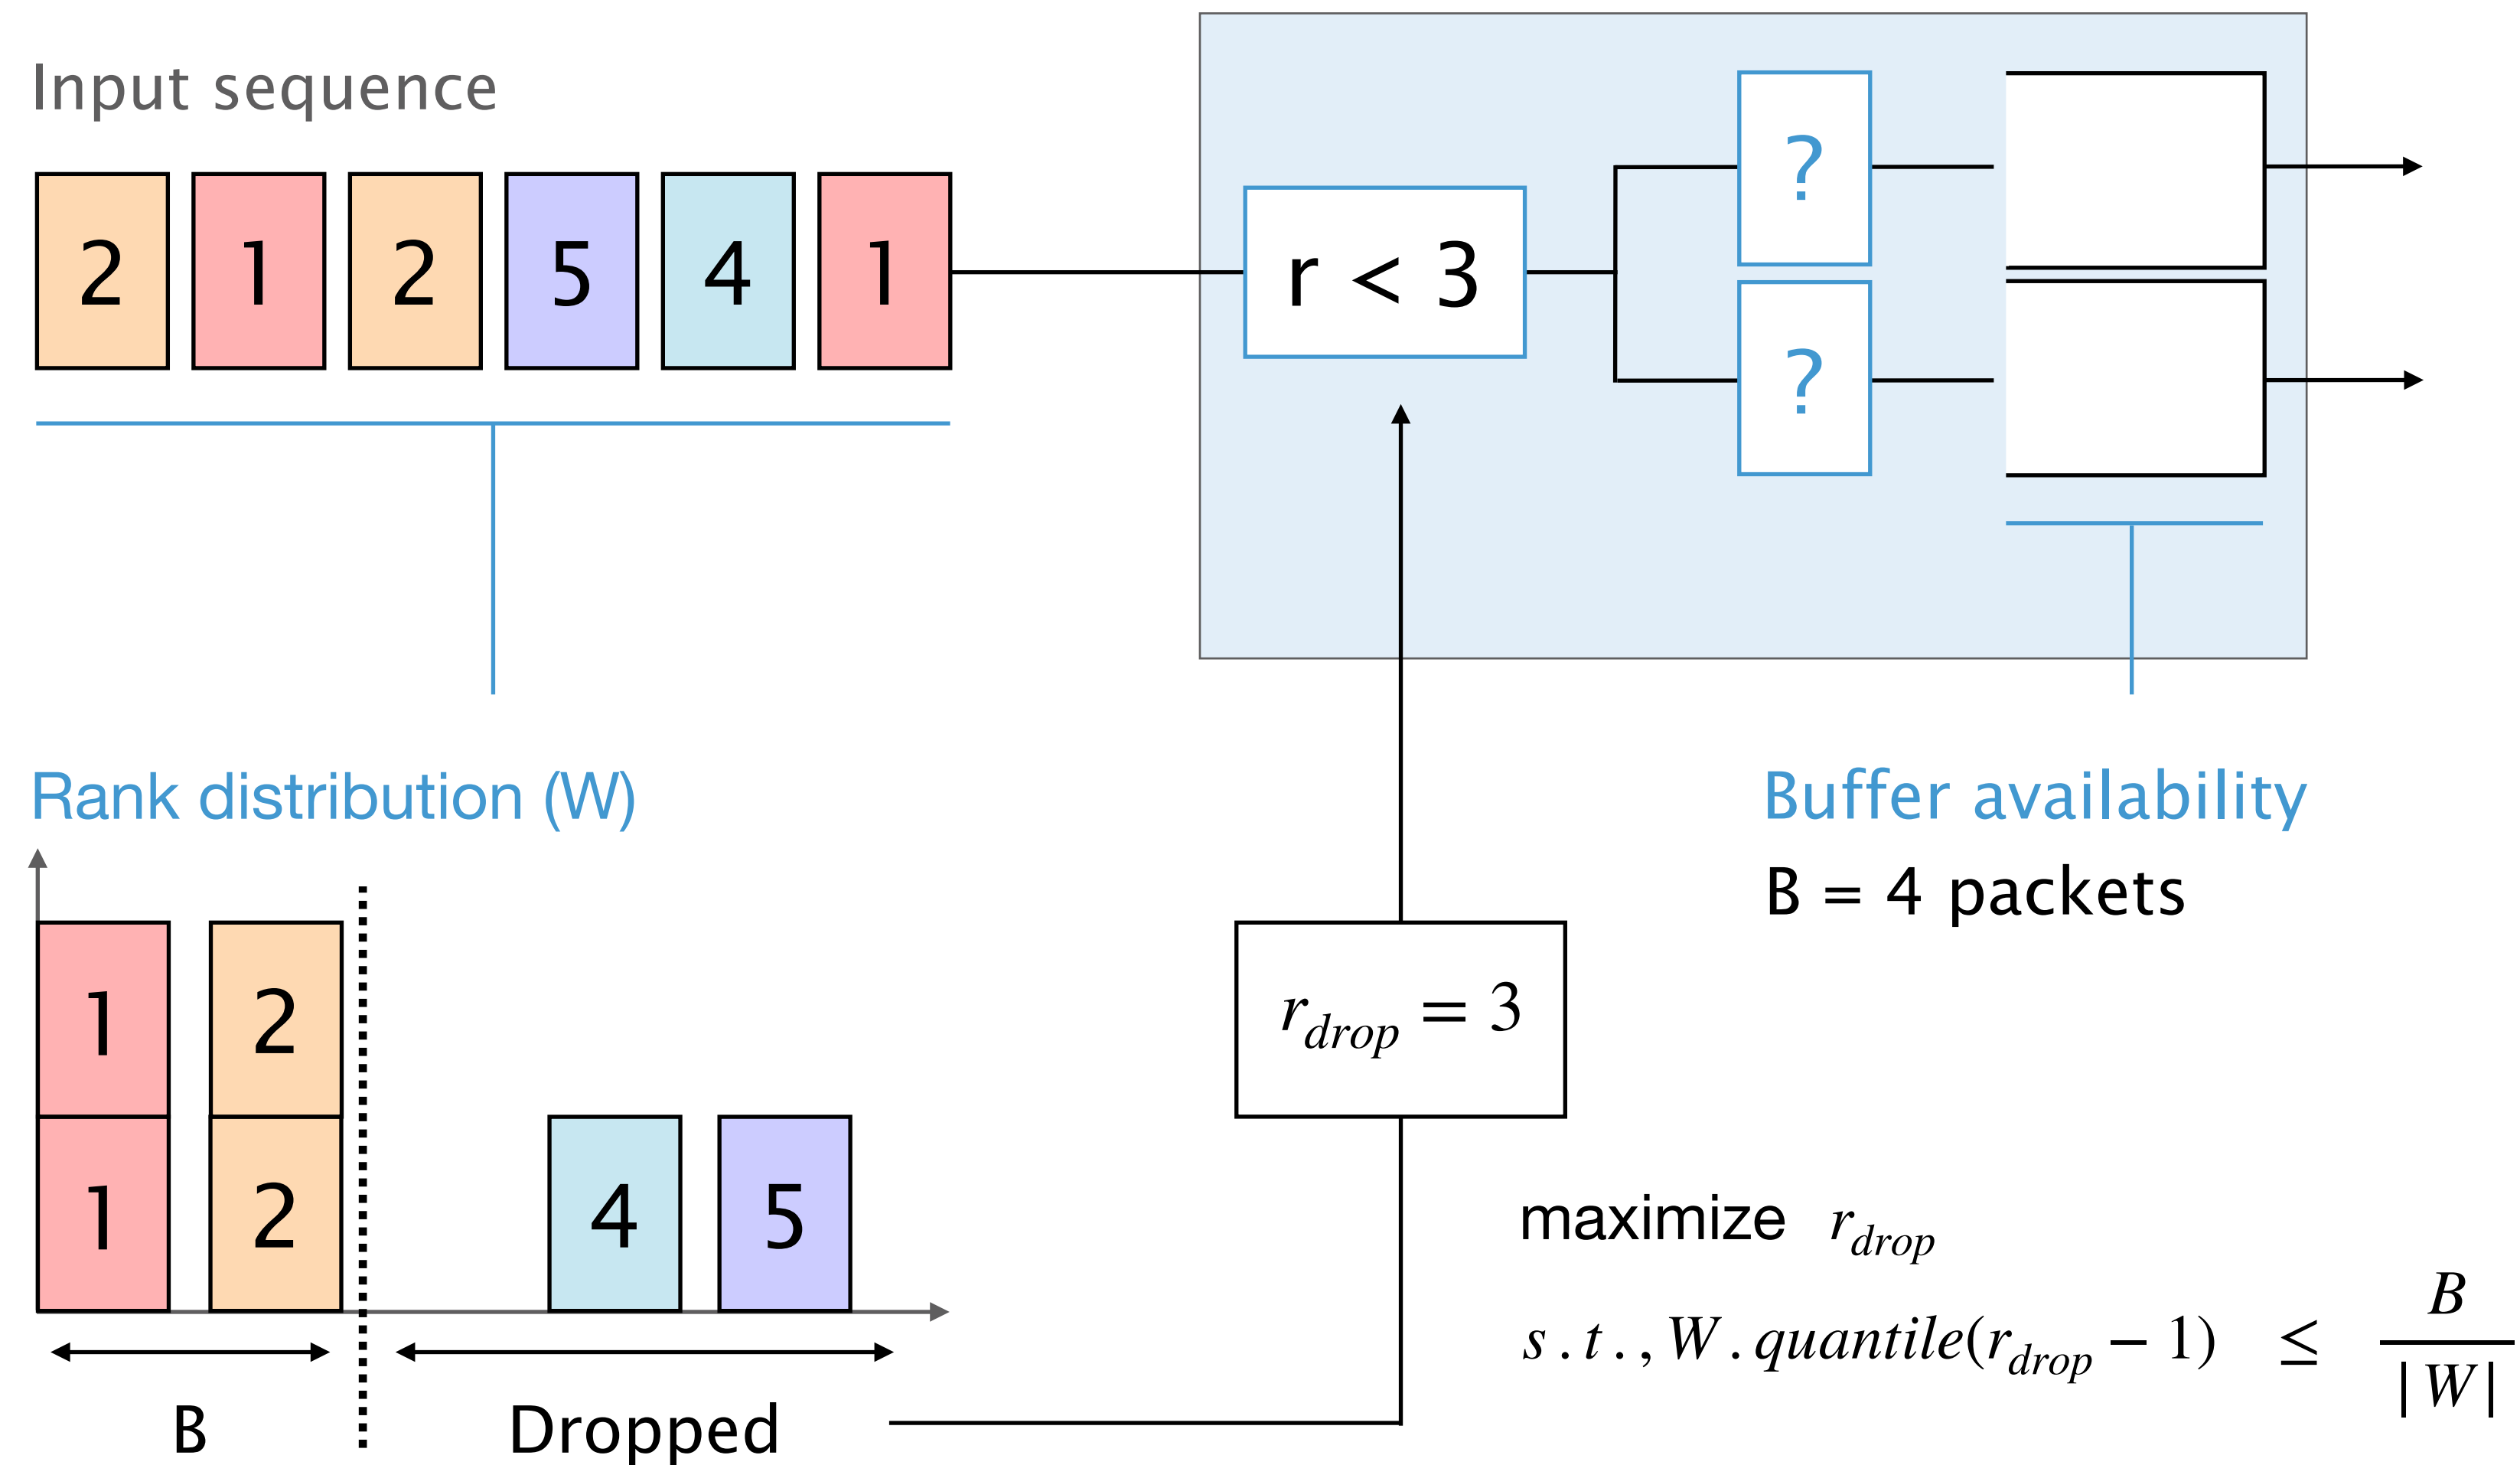 Input sequence
2 1 2 5 4 1
r < 3
?
?
Rank distribution (W)
Buffer availability
B = 4 packets
1 2
1 2 4 5
r_drop = 3
maximize r_drop
s.t., W.quantile(r_drop − 1) ≤ B/|W|
B
Dropped